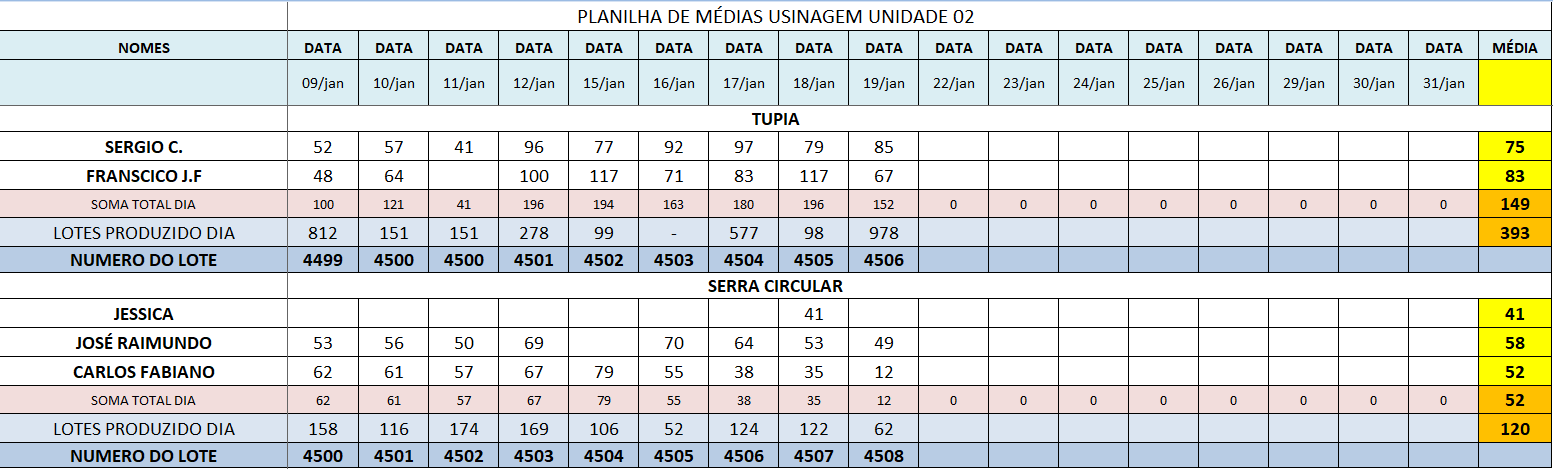 PLANILHA DE MÉDIAS USINAGEM UNIDADE 02
NOMES DATA DATA DATA DATA DATA DATA DATA DATA DATA DATA DATA DATA DATA DATA DATA DATA DATA MÉDIA
09/jan 10/jan 11/jan 12/jan 15/jan 16/jan 17/jan 18/jan 19/jan 22/jan 23/jan 24/jan 25/jan 26/jan 29/jan 30/jan 31/jan
TUPIA
SERGIO C. 52 57 41 96 77 92 97 79 85 75
FRANSCICO J.F 48 64 100 117 71 83 117 67 83
SOMA TOTAL DIA 100 121 41 196 194 163 180 196 152 0 0 0 0 0 0 0 0 149
LOTES PRODUZIDO DIA 812 151 151 278 99 - 577 98 978 393
NUMERO DO LOTE 4499 4500 4500 4501 4502 4503 4504 4505 4506
SERRA CIRCULAR
JESSICA 41 41
JOSÉ RAIMUNDO 53 56 50 69 70 64 53 49 58
CARLOS FABIANO 62 61 57 67 79 55 38 35 12 52
SOMA TOTAL DIA 62 61 57 67 79 55 38 35 12 0 0 0 0 0 0 0 0 52
LOTES PRODUZIDO DIA 158 116 174 169 106 52 124 122 62 120
NUMERO DO LOTE 4500 4501 4502 4503 4504 4505 4506 4507 4508